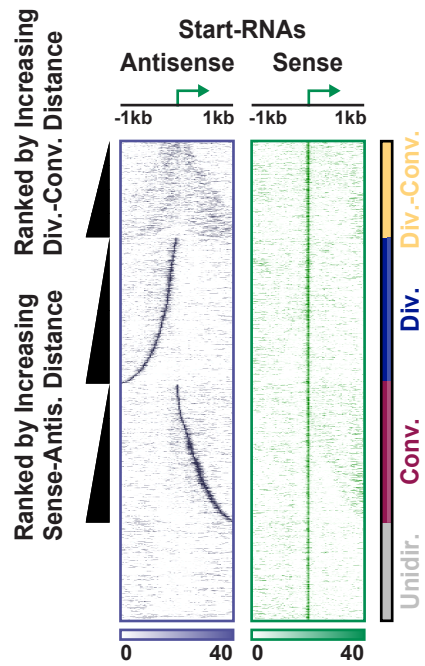 Start-RNAs
Antisense
Sense
-1kb
1kb
-1kb
1kb
Ranked by Increasing
Div.-Conv. Distance
Ranked by Increasing
Sense-Antis. Distance
Div.-Conv.
Div.
Conv.
Unidir.
0
40
0
40